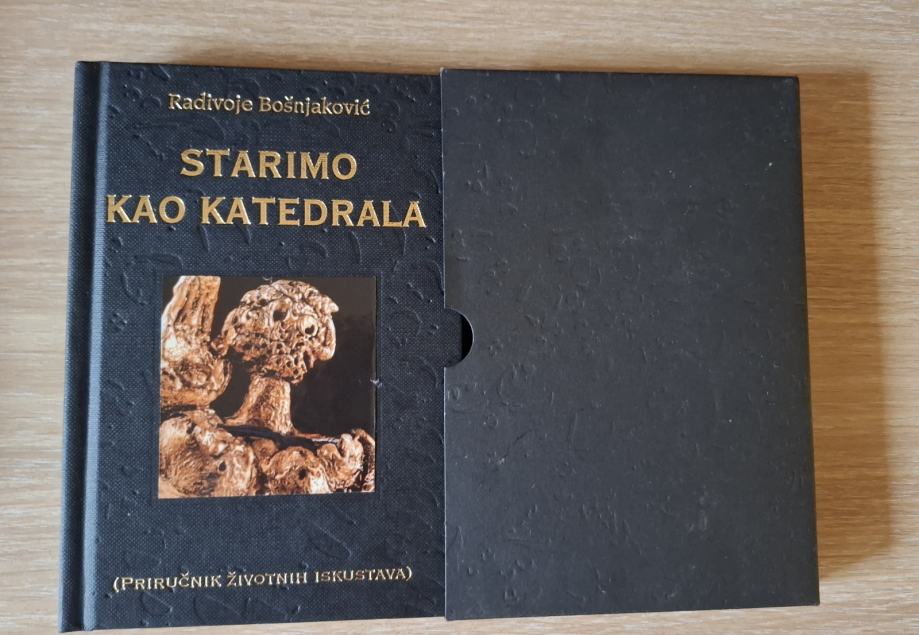 Radivoje Bošnjaković
STARIMO
KAO KATEDRALA
(PRIRUČNIK ŽIVOTNIH ISKUSTAVA)